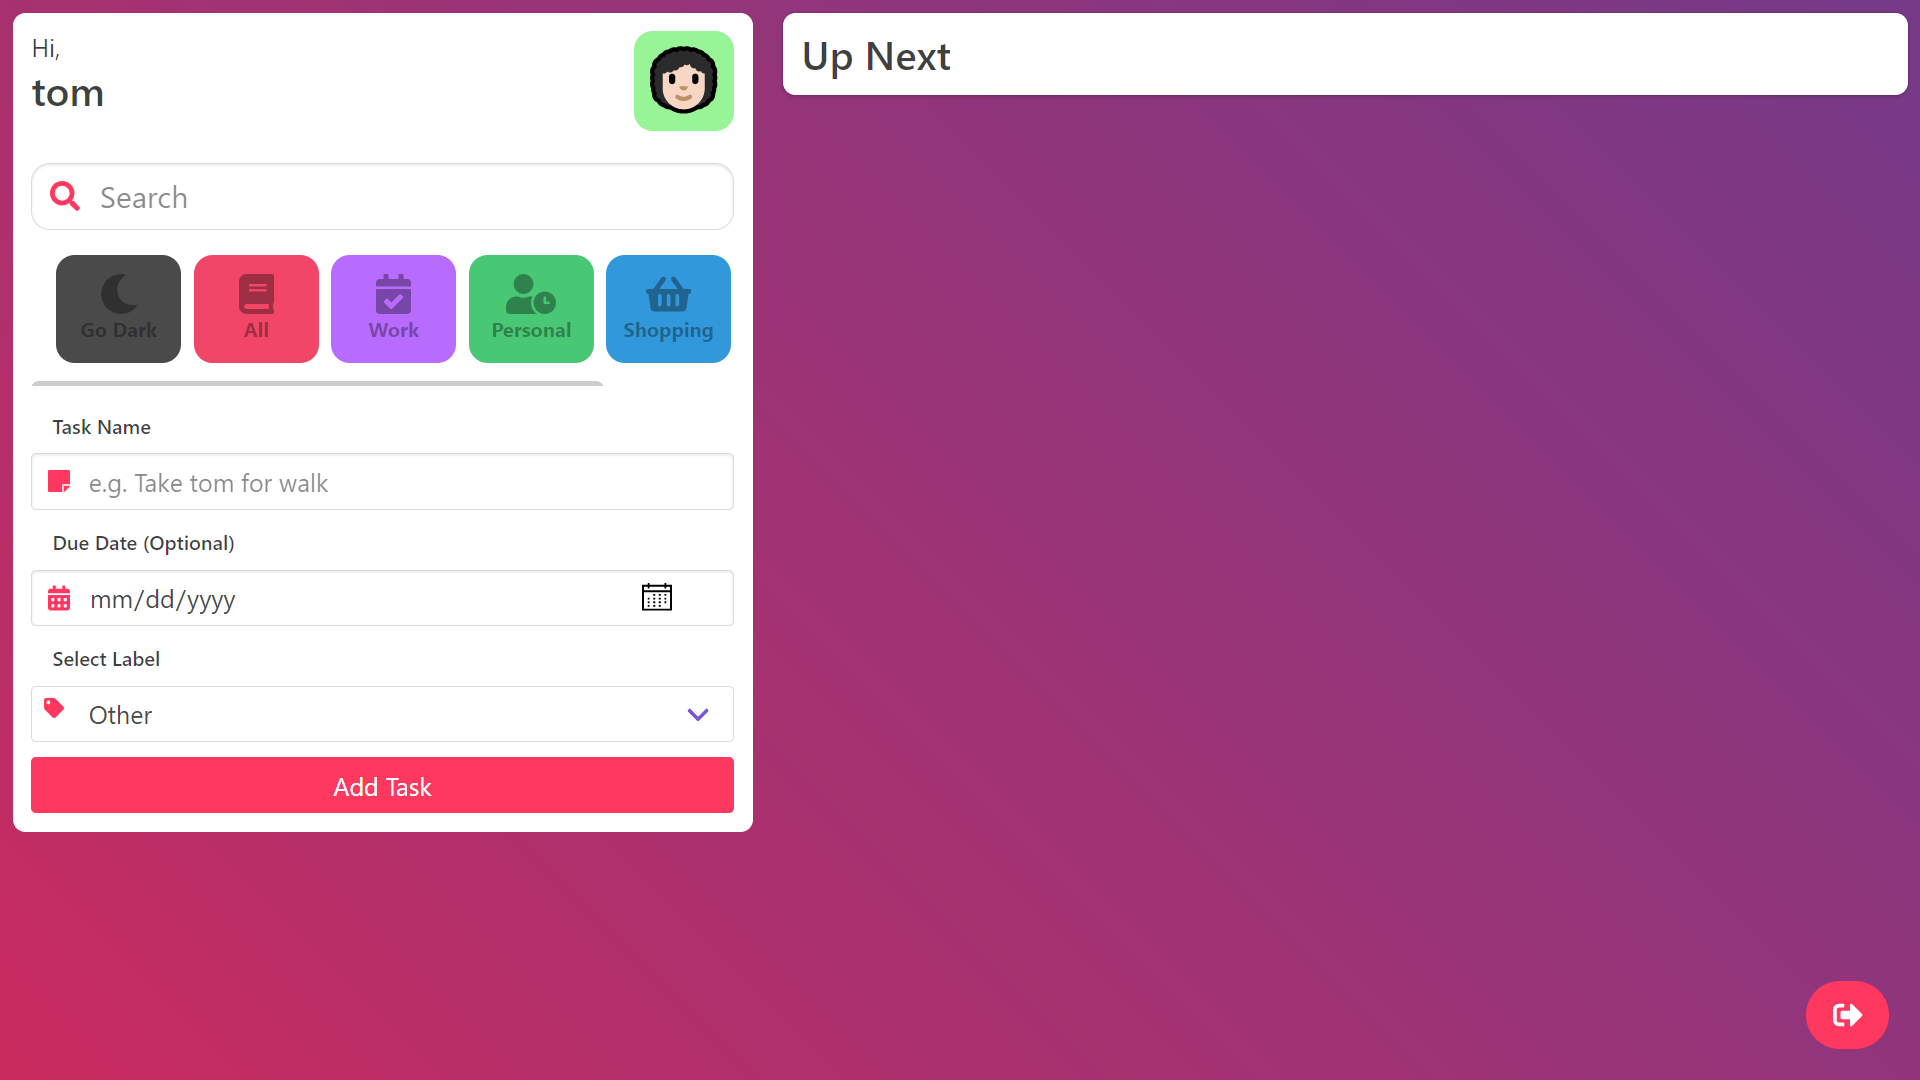 Hi,
tom
Search
Go Dark
All
Work
Personal
Shopping
Task Name
e.g. Take tom for walk
Due Date (Optional)
mm/dd/yyyy
Select Label
Other
Add Task
Up Next